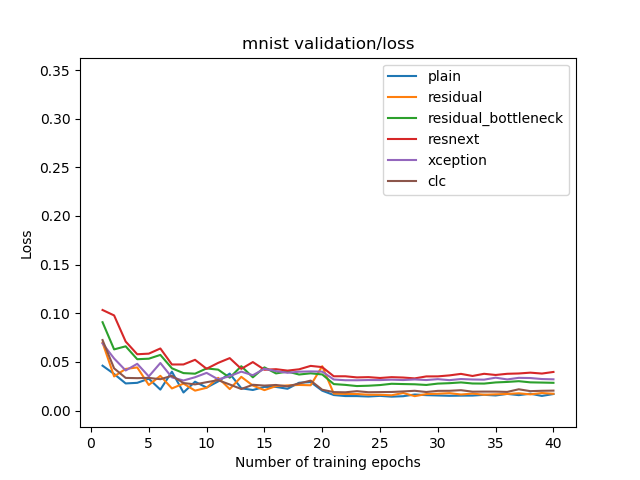 mnist validation/loss
0.35
0.30
0.25
0.20
0.15
0.10
0.05
0.00
Loss
plain
residual
residual_bottleneck
resnext
xception
clc
0 5 10 15 20 25 30 35 40
Number of training epochs